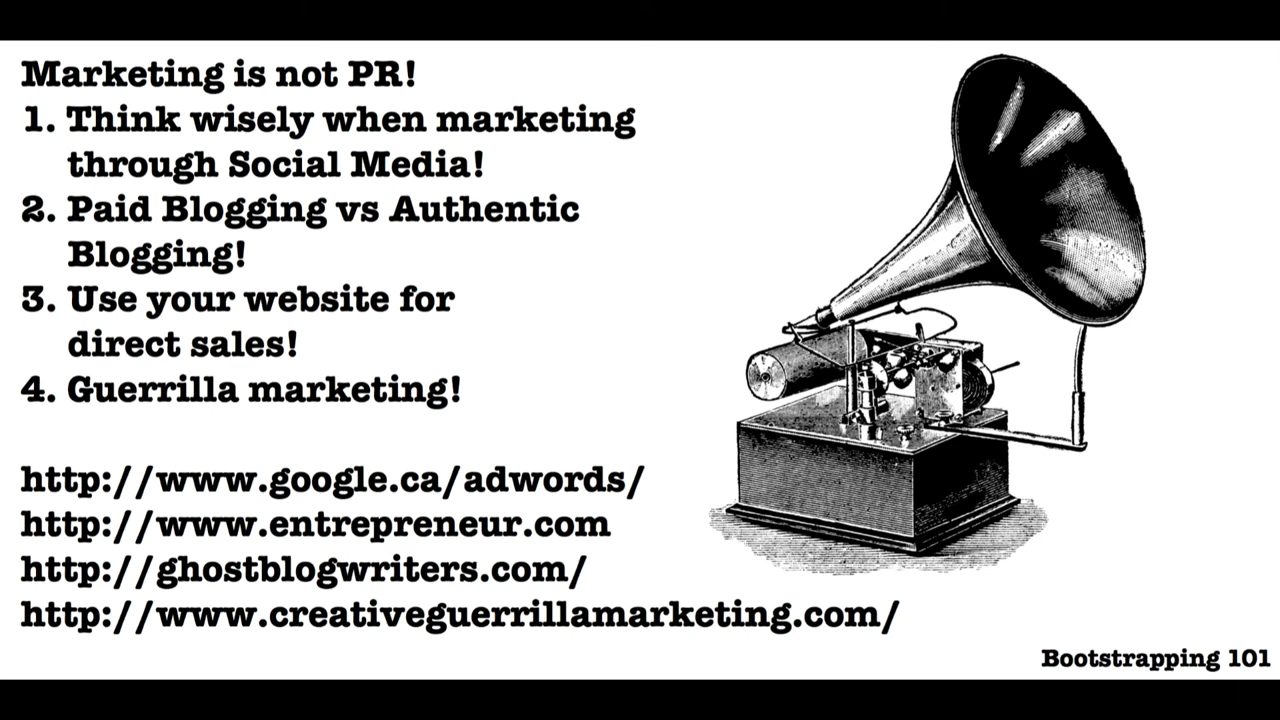 Marketing is not PR!
1. Think wisely when marketing
through Social Media!
2. Paid Blogging vs Authentic
Blogging!
3. Use your website for
direct sales!
4. Guerrilla marketing!
http://www.google.ca/adwords/
http://www.entrepreneur.com
http://ghostblogwriters.com/
http://www.creativeguerrillamarketing.com/
Bootstrapping 101